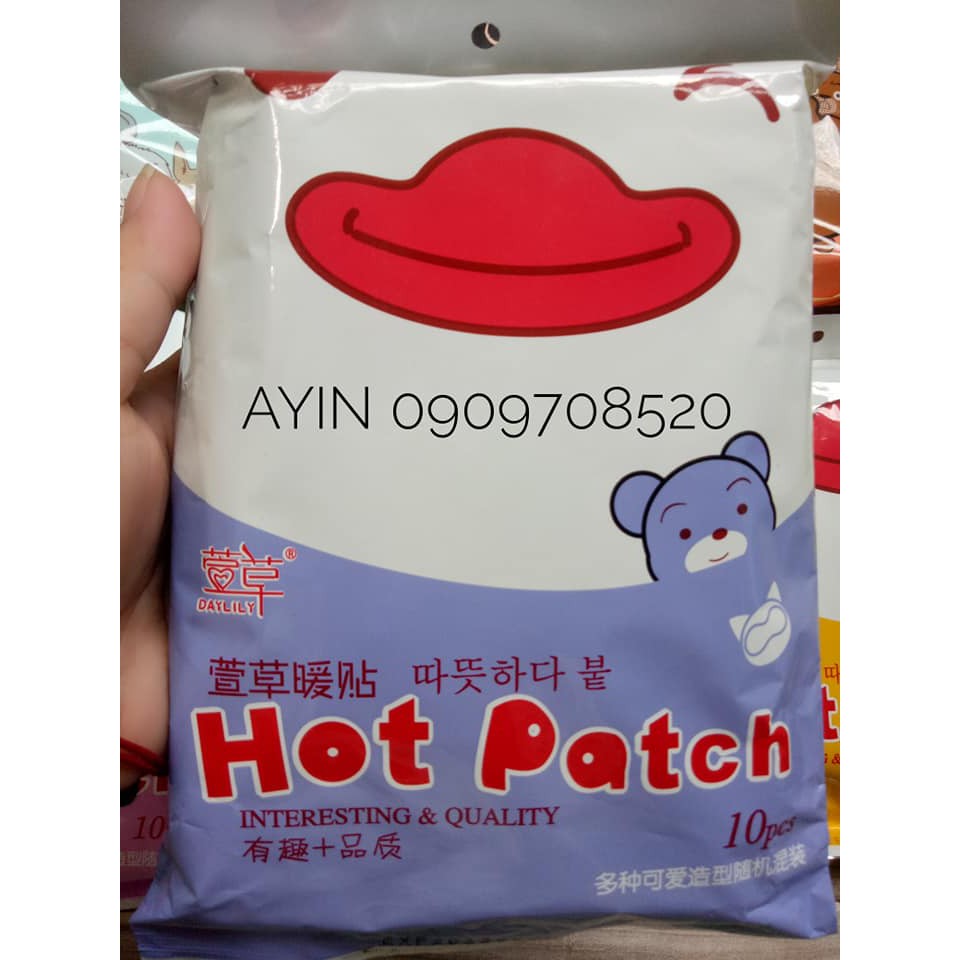 AYIN 0909708520
萱草®
DAYLILY
萱草暖贴 따뜻하다 붙
Hot Patch
INTERESTING & QUALITY
有趣+品质
10pcs
多种可爱造型随机混装
10